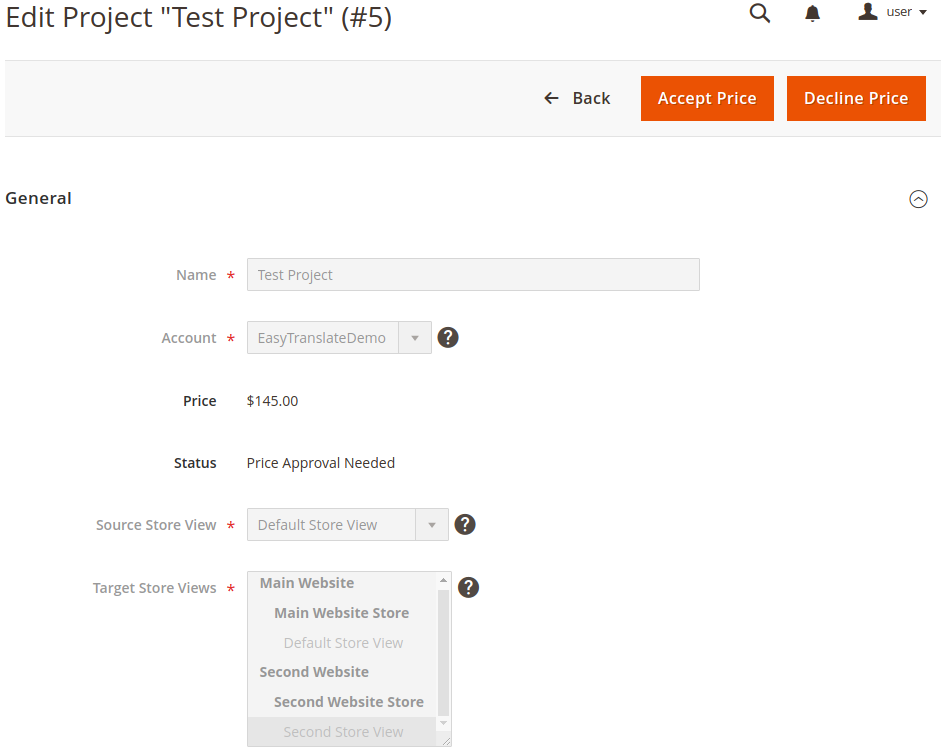 Edit Project "Test Project" (#5)
user
Back
Accept Price
Decline Price
General
Name *
Test Project
Account *
EasyTranslateDemo
?
Price
$145.00
Status
Price Approval Needed
Source Store View *
Default Store View
?
Target Store Views *
Main Website
Main Website Store
Default Store View
Second Website
Second Website Store
Second Store View
?